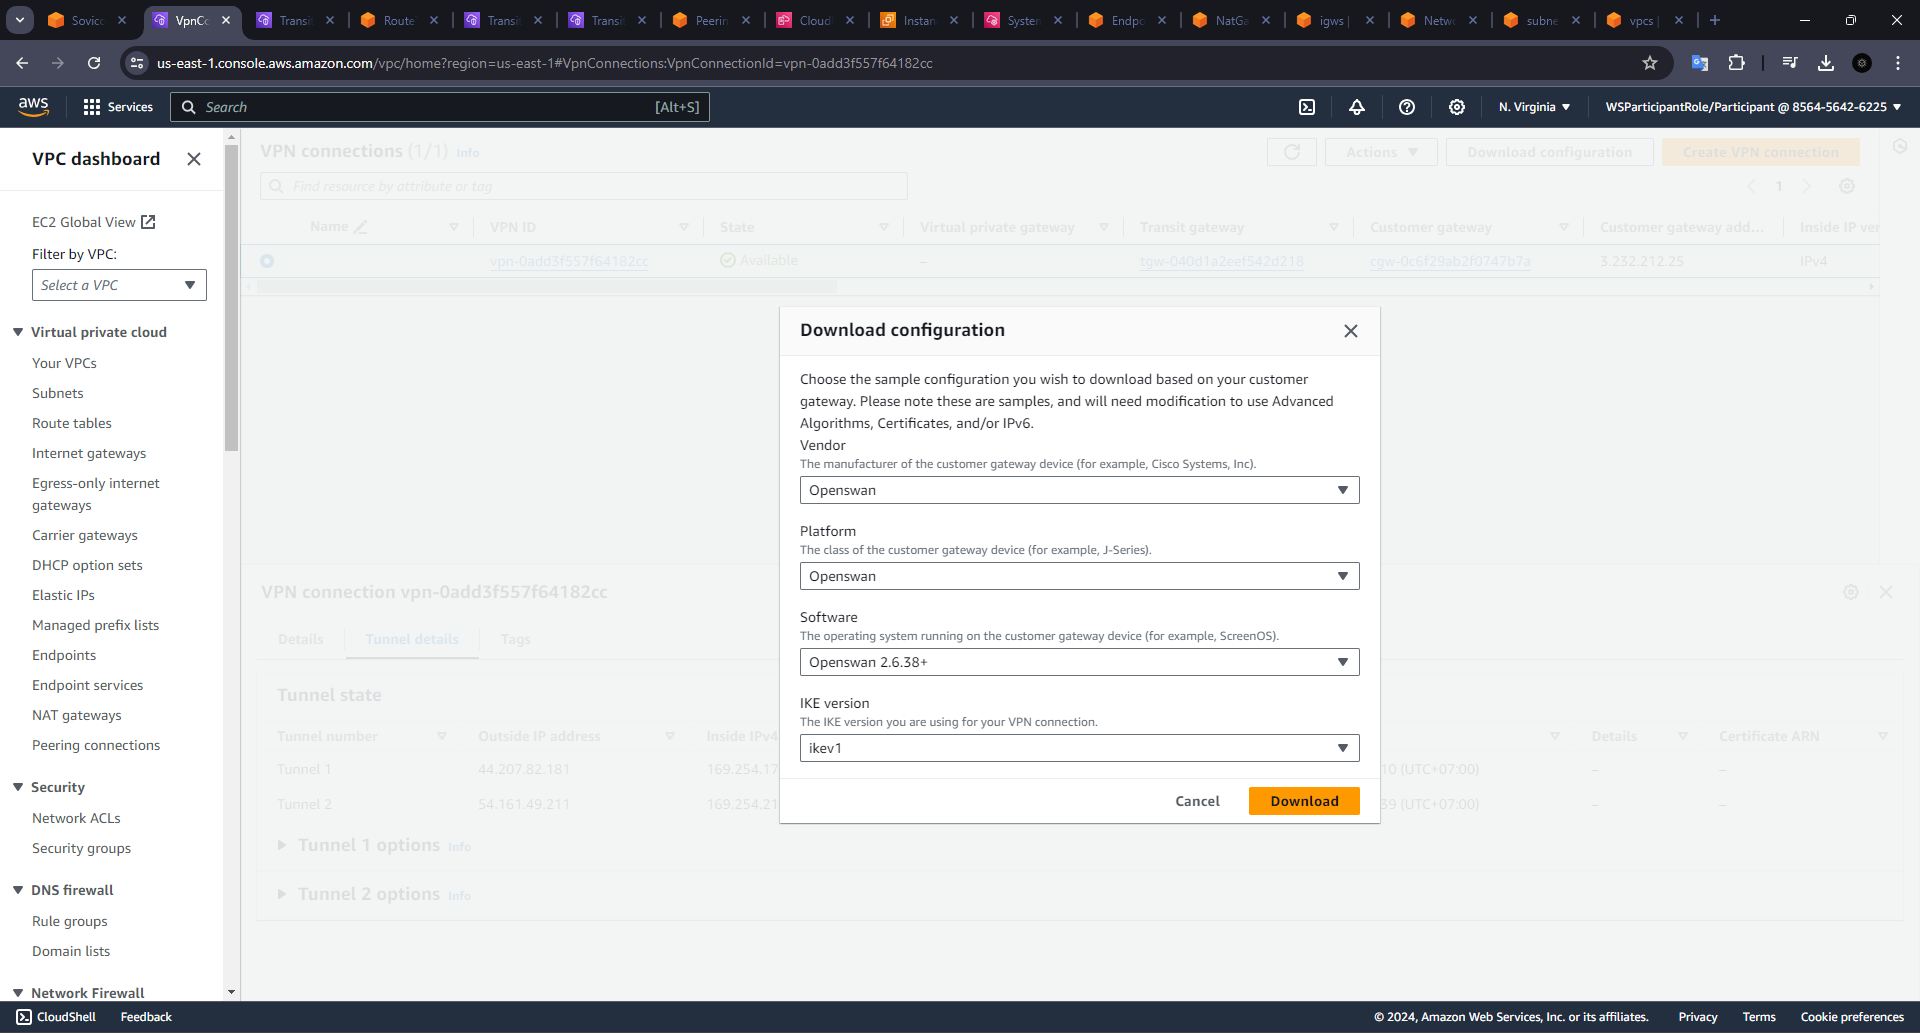 Sovico
VpnCo
Transit
Route
Transit
Transit
Peerin
Cloud
Instan
System
Endpo
NatGa
igws |
Netwo
subne
vpcs |
us-east-1.console.aws.amazon.com/vpc/home?region=us-east-1#VpnConnections:VpnConnectionId=vpn-0add3f557f64182cc
aws
Services
Search
[Alt+S]
N. Virginia
WSParticipantRole/Participant @ 8564-5642-6225
VPC dashboard
EC2 Global View
Filter by VPC:
Select a VPC
Virtual private cloud
Your VPCs
Subnets
Route tables
Internet gateways
Egress-only internet
gateways
Carrier gateways
DHCP option sets
Elastic IPs
Managed prefix lists
Endpoints
Endpoint services
NAT gateways
Peering connections
Security
Network ACLs
Security groups
DNS firewall
Rule groups
Domain lists
Network Firewall
VPN connections (1/1) Info
Actions
Download configuration
Create VPN connection
Find resource by attribute or tag
1
Name
VPN ID
State
Virtual private gateway
Transit gateway
Customer gateway
Customer gateway add...
Inside IP ver
vpn-0add3f557f64182cc
Available
–
tgw-040d1a2eef542d218
cgw-0c6f29ab2f0747b7a
3.232.212.25
IPv4
Download configuration
Choose the sample configuration you wish to download based on your customer
gateway. Please note these are samples, and will need modification to use Advanced
Algorithms, Certificates, and/or IPv6.
Vendor
The manufacturer of the customer gateway device (for example, Cisco Systems, Inc).
Openswan
Platform
The class of the customer gateway device (for example, J-Series).
Openswan
Software
The operating system running on the customer gateway device (for example, ScreenOS).
Openswan 2.6.38+
IKE version
The IKE version you are using for your VPN connection.
ikev1
Cancel
Download
VPN connection vpn-0add3f557f64182cc
Details
Tunnel details
Tags
Tunnel state
Tunnel number
Outside IP address
Inside IPv4
Details
Certificate ARN
Tunnel 1
44.207.82.181
169.254.17
10 (UTC+07:00)
–
–
Tunnel 2
54.161.49.211
169.254.21
39 (UTC+07:00)
–
–
Tunnel 1 options Info
Tunnel 2 options Info
CloudShell
Feedback
© 2024, Amazon Web Services, Inc. or its affiliates.
Privacy
Terms
Cookie preferences